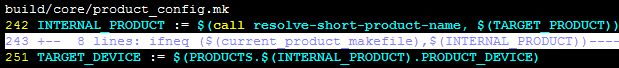 build/core/product_config.mk
242 INTERNAL_PRODUCT := $(call resolve-short-product-name, $(TARGET_PRODUCT))
243 +--  8 lines: ifneq ($(current_product_makefile),$(INTERNAL_PRODUCT))----
251 TARGET_DEVICE := $(PRODUCTS.$(INTERNAL_PRODUCT).PRODUCT_DEVICE)